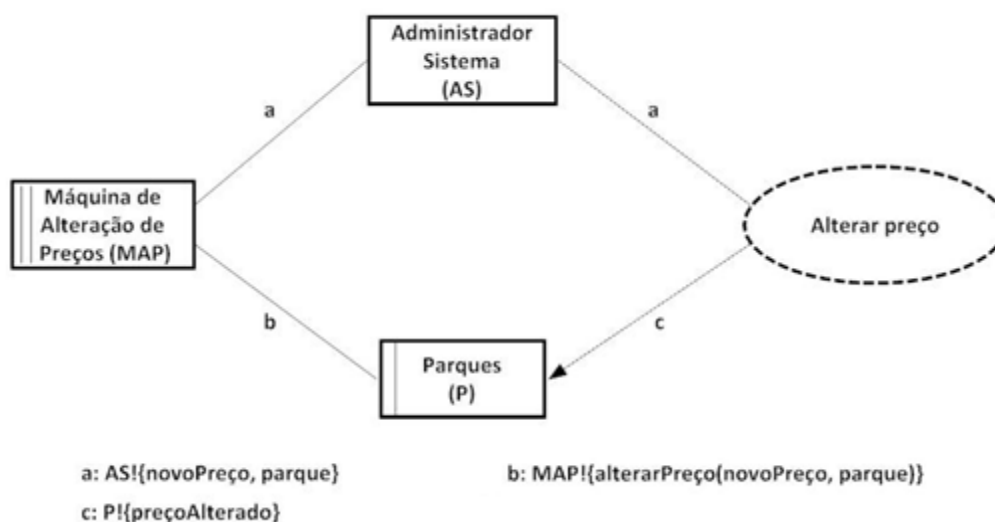 Administrador
Sistema
(AS)
a
a
Máquina de
Alteração de
Preços (MAP)
Alterar preço
b
c
Parques
(P)
a: AS!{novoPreço, parque}
b: MAP!{alterarPreço(novoPreço, parque)}
c: P!{preçoAlterado}